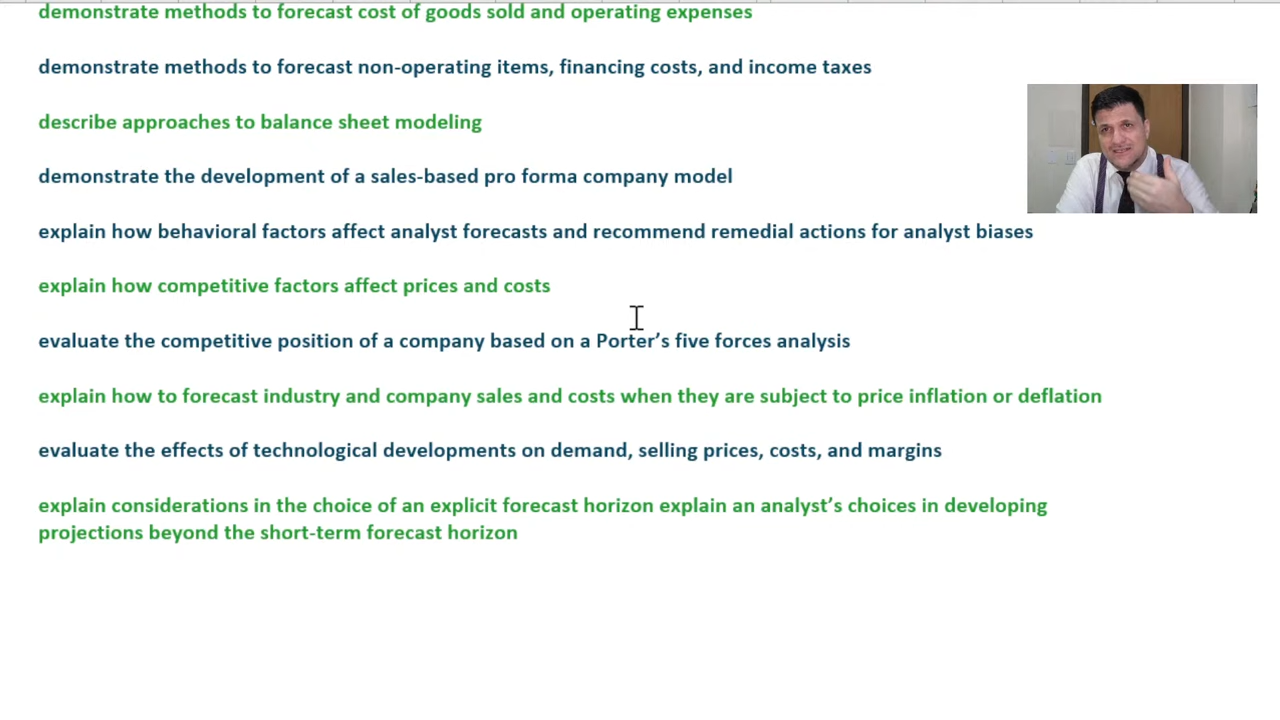 demonstrate methods to forecast cost of goods sold and operating expenses
demonstrate methods to forecast non-operating items, financing costs, and income taxes
describe approaches to balance sheet modeling
demonstrate the development of a sales-based pro forma company model
explain how behavioral factors affect analyst forecasts and recommend remedial actions for analyst biases
explain how competitive factors affect prices and costs
evaluate the competitive position of a company based on a Porter’s five forces analysis
explain how to forecast industry and company sales and costs when they are subject to price inflation or deflation
evaluate the effects of technological developments on demand, selling prices, costs, and margins
explain considerations in the choice of an explicit forecast horizon explain an analyst’s choices in developing
projections beyond the short-term forecast horizon